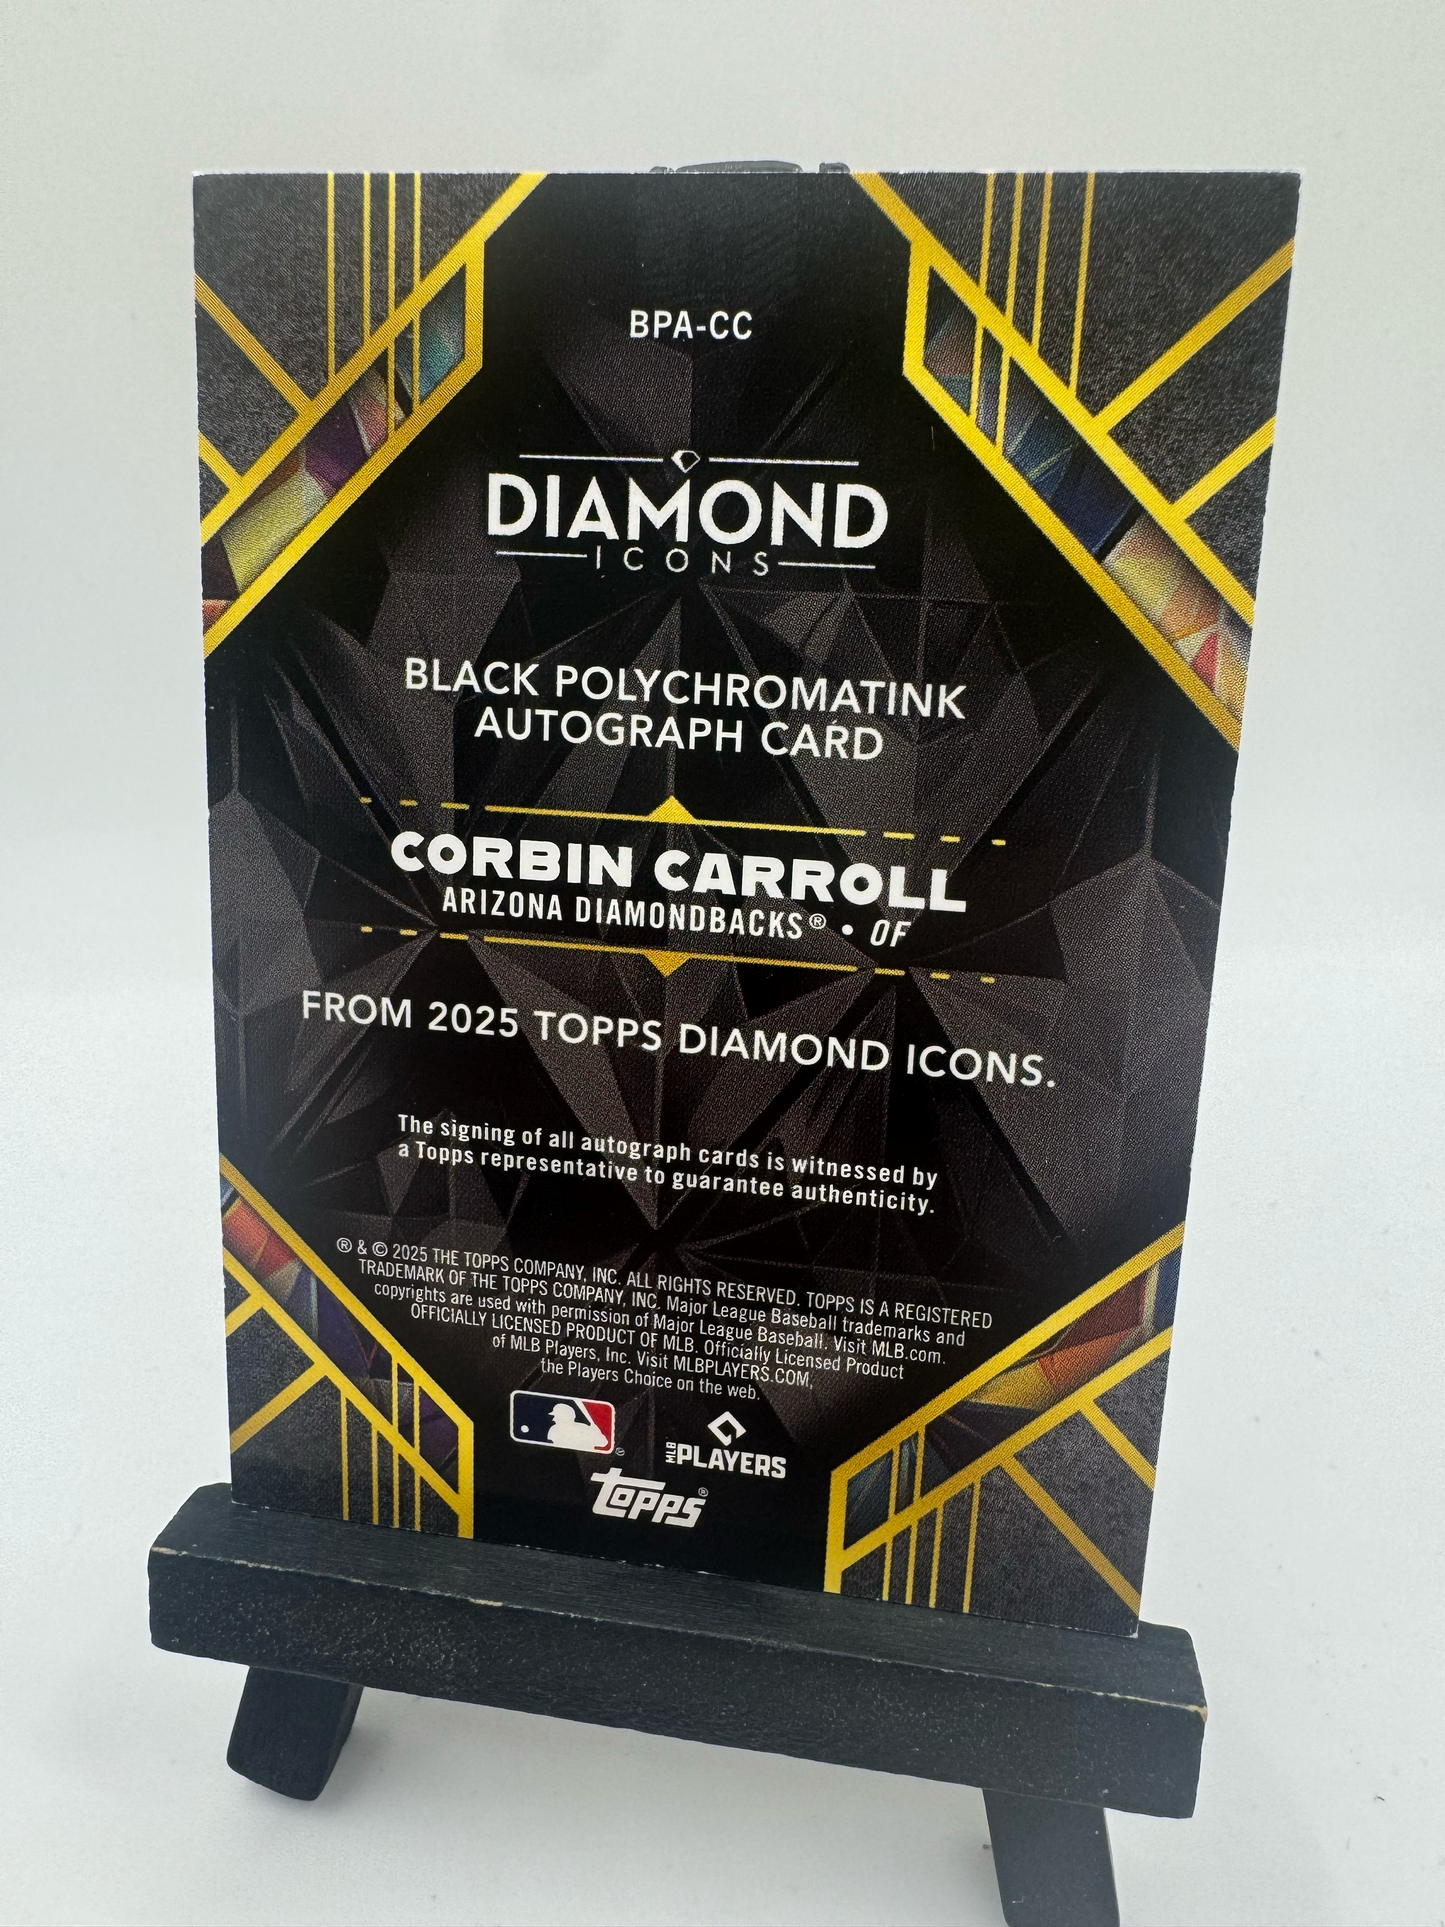 BPA-CC
DIAMOND
ICONS
BLACK POLYCHROMATINK
AUTOGRAPH CARD
CORBIN CARROLL
ARIZONA DIAMONDBACKS® • OF
FROM 2025 TOPPS DIAMOND ICONS.
The signing of all autograph cards is witnessed by
a Topps representative to guarantee authenticity.
® & © 2025 THE TOPPS COMPANY, INC. ALL RIGHTS RESERVED. TOPPS IS A REGISTERED
TRADEMARK OF THE TOPPS COMPANY, INC. Major League Baseball trademarks and
copyrights are used with permission of Major League Baseball. Visit MLB.com.
OFFICIALLY LICENSED PRODUCT OF MLB. Officially Licensed Product
of MLB Players, Inc. Visit MLBPLAYERS.COM,
the Players Choice on the web.
MLB PLAYERS
topps®